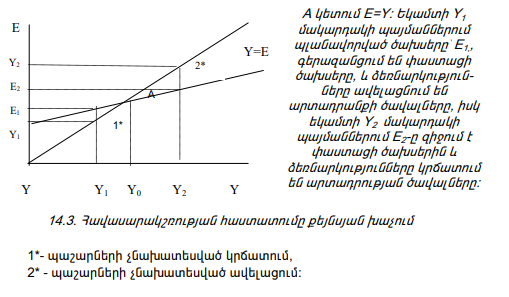 E
Y=E
Y2
2*
E2
A
E1
1*
Y1
Y Y1 Y0 Y2 Y
A կետում E=Y: Եկամտի Y1
մակարդակի պայմաններում
պլանավորված ծախսերը՝ E1,,
գերազանցում են փաստացի
ծախսերը, և ձեռնարկություն-
ները ավելացնում են
արտադրանքի ծավալները, իսկ
եկամտի Y2 մակարդակի
պայմաններում E2-ը զիջում է
փաստացի ծախսերին և
ձեռնարկությունները կրճատում
են արտադրության ծավալները:
14.3. Հավասարակշռության հաստատումը քեյնսյան խաչում
1*- պաշարների չնախատեսված կրճատում,
2* - պաշարների չնախատեսված ավելացում: